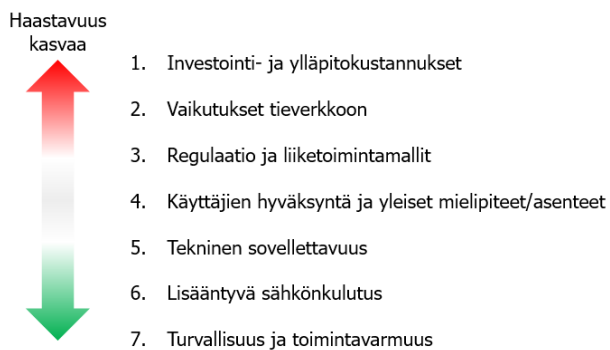 Haastavuus
kasvaa
1. Investointi- ja ylläpitokustannukset
2. Vaikutukset tieverkkoon
3. Regulaatio ja liiketoimintamallit
4. Käyttäjien hyväksyntä ja yleiset mielipiteet/asenteet
5. Tekninen sovellettavuus
6. Lisääntyvä sähkönkulutus
7. Turvallisuus ja toimintavarmuus